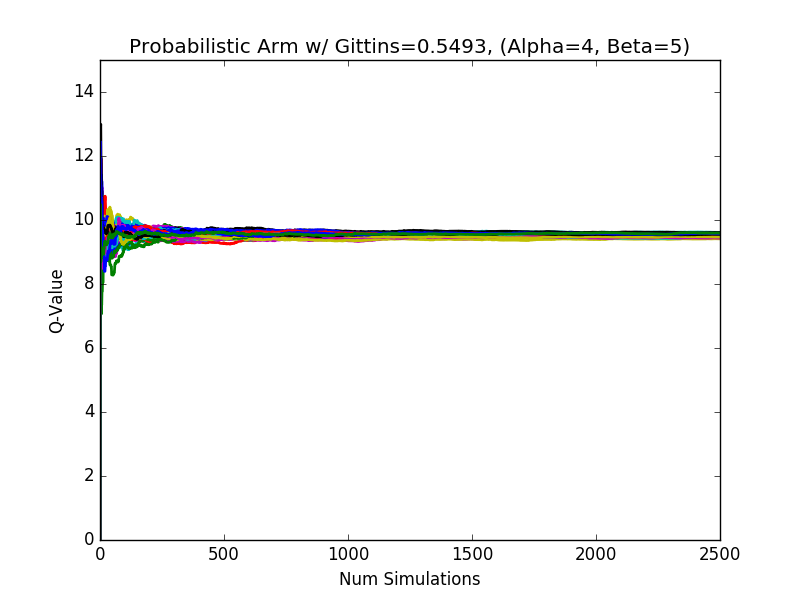 Probabilistic Arm w/ Gittins=0.5493, (Alpha=4, Beta=5)
14
12
10
8
6
4
2
0
Q-Value
0 500 1000 1500 2000 2500
Num Simulations